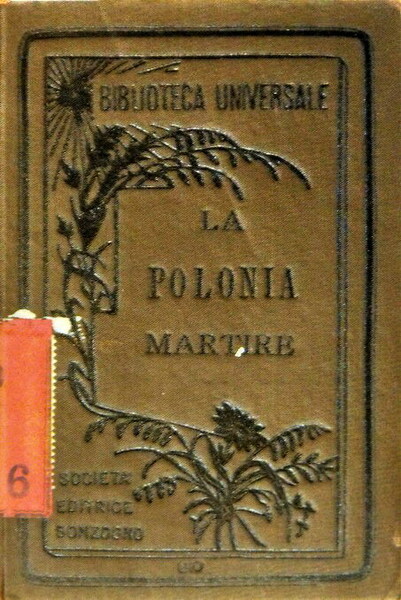 BIBLIOTECA UNIVERSALE
LA
POLONIA
MARTIRE
6
SOCIETÀ
EDITRICE
SONZOGNO